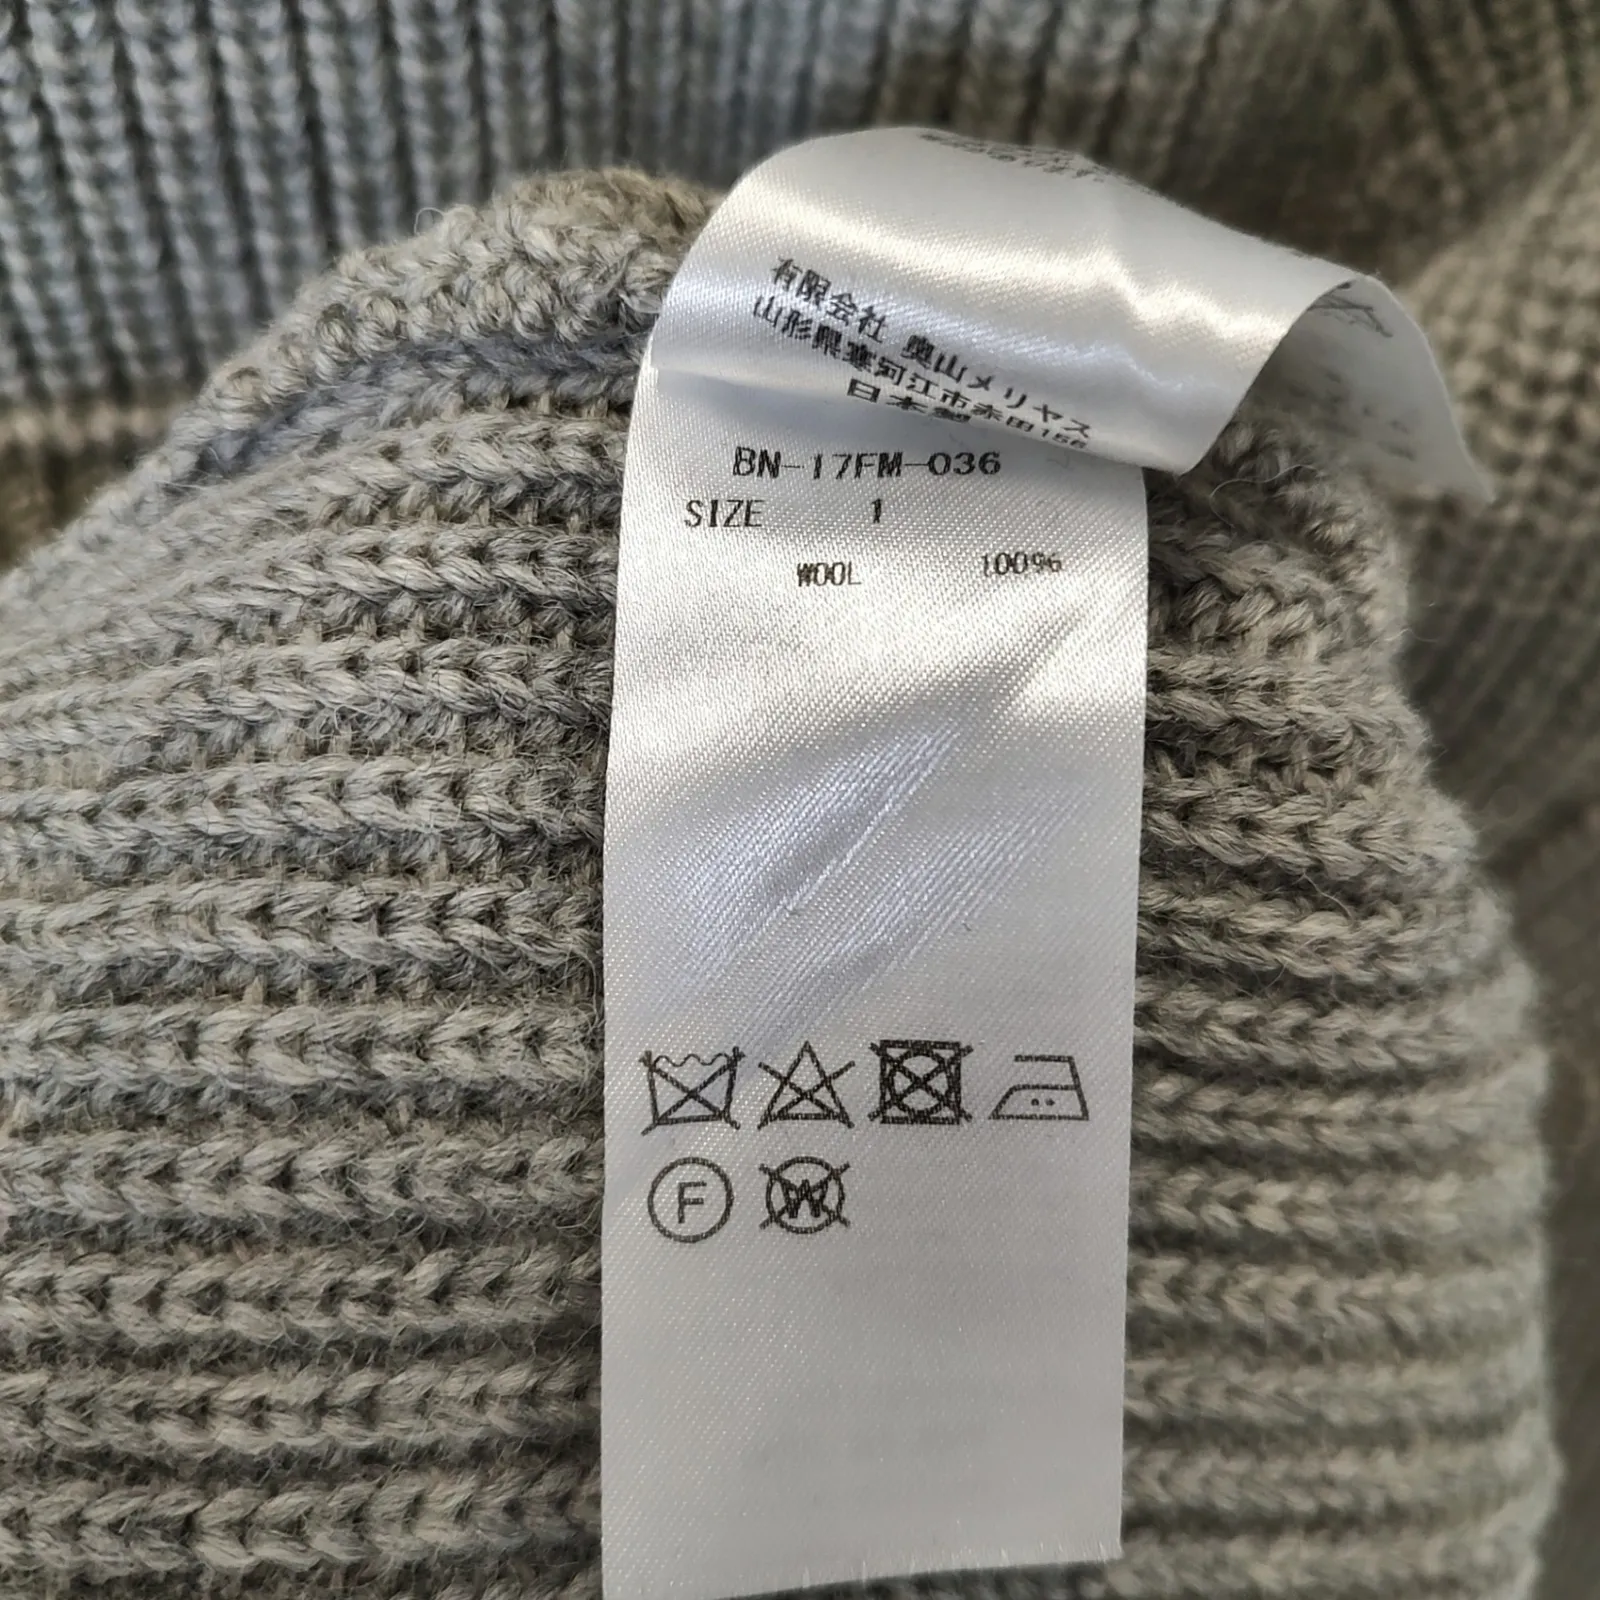 有限会社 奥山メリヤス
山形県寒河江市赤田156
日本製
BN-17FM-036
SIZE 1
WOOL 100%
F
W